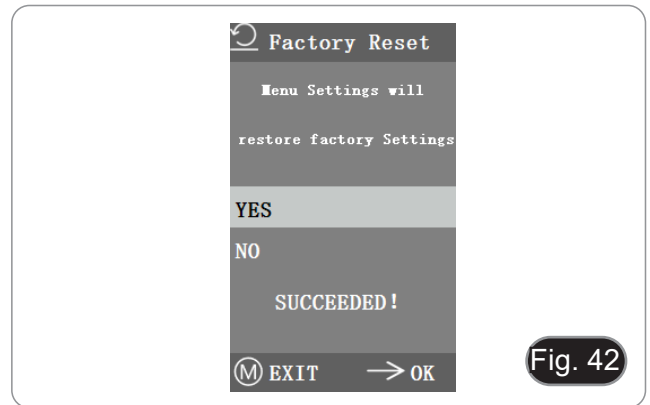 Factory Reset
Menu Settings will
restore factory Settings
YES
NO
SUCCEEDED!
M EXIT → OK
Fig. 42